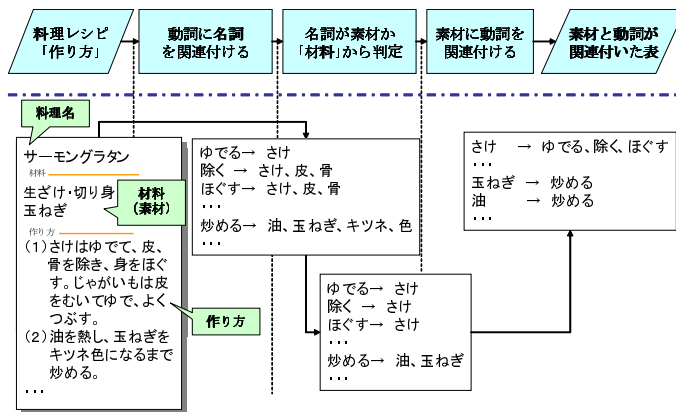 料理レシピ
「作り方」
動詞に名詞
を関連付ける
名詞が素材か
「材料」から判定
素材に動詞を
関連付ける
素材と動詞が
関連付いた表
料理名
サーモングラタン
材料
生ざけ・切り身
玉ねぎ
材料
(素材)
作り方
(1)さけはゆでて、皮、
骨を除き、身をほぐ
す。じゃがいもは皮
をむいてゆで、よく
つぶす。
(2)油を熱し、玉ねぎを
キツネ色になるまで
炒める。
・・・
作り方
ゆでる→ さけ
除く → さけ、皮、骨
ほぐす→ さけ、皮、骨
・・・
炒める→ 油、玉ねぎ、キツネ、色
・・・
ゆでる→ さけ
除く → さけ
ほぐす→ さけ
・・・
炒める→ 油、玉ねぎ
・・・
さけ → ゆでる、除く、ほぐす
・・・
玉ねぎ → 炒める
油 → 炒める
・・・